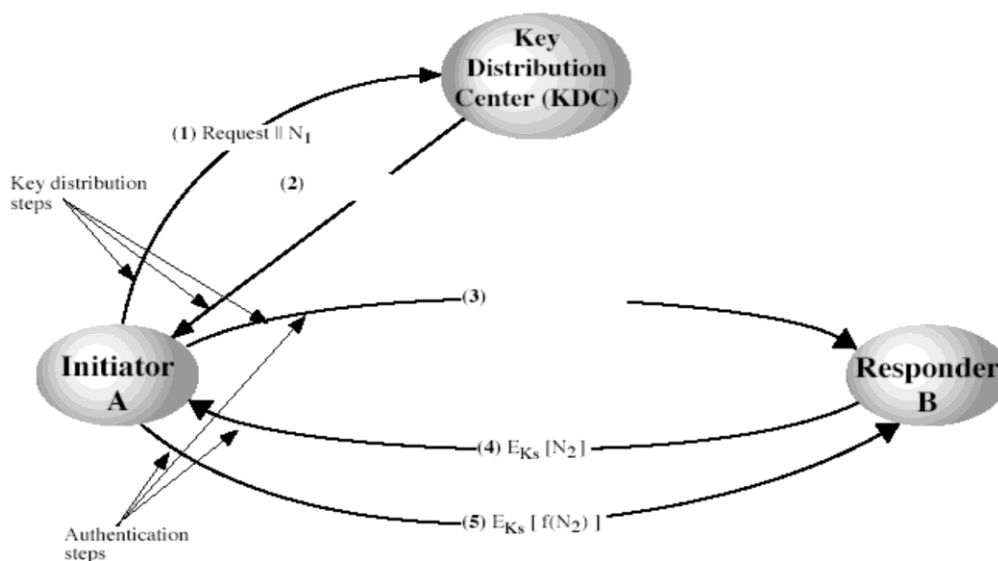 Key
Distribution
Center (KDC)
(1) Request || N1
(2)
Key distribution
steps
(3)
Initiator
A
Responder
B
(4) EKs [N2]
(5) EKs [ f(N2) ]
Authentication
steps